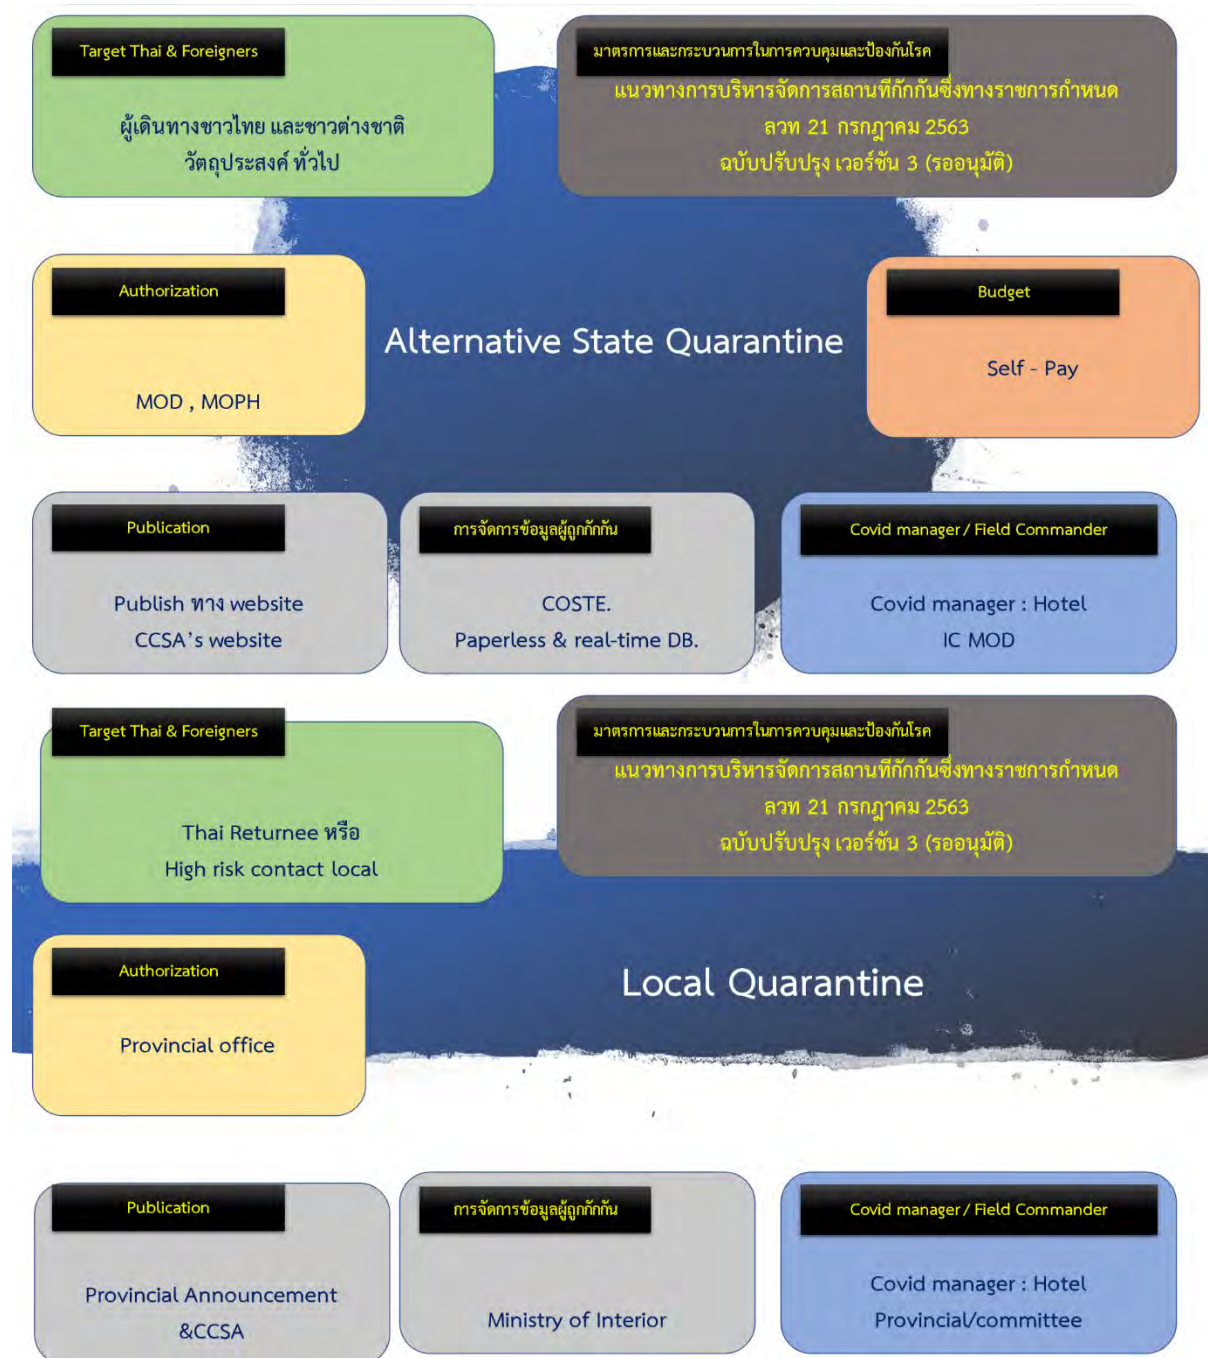 Target Thai & Foreigners
ผู้เดินทางชาวไทย และชาวต่างชาติ
วัตถุประสงค์ ทั่วไป
มาตรการและกระบวนการในการควบคุมและป้องกันโรค
แนวทางการบริหารจัดการสถานที่กักกันซึ่งทางราชการกำหนด
ลวท 21 กรกฎาคม 2563
ฉบับปรับปรุง เวอร์ชัน 3 (รออนุมัติ)
Authorization
MOD , MOPH
Alternative State Quarantine
Budget
Self - Pay
Publication
Publish ทาง website
CCSA's website
การจัดการข้อมูลผู้ถูกกักกัน
COSTE.
Paperless & real-time DB.
Covid manager / Field Commander
Covid manager : Hotel
IC MOD
Target Thai & Foreigners
Thai Returnee หรือ
High risk contact local
มาตรการและกระบวนการในการควบคุมและป้องกันโรค
แนวทางการบริหารจัดการสถานที่กักกันซึ่งทางราชการกำหนด
ลวท 21 กรกฎาคม 2563
ฉบับปรับปรุง เวอร์ชัน 3 (รออนุมัติ)
Authorization
Provincial office
Local Quarantine
Publication
Provincial Announcement
&CCSA
การจัดการข้อมูลผู้ถูกกักกัน
Ministry of Interior
Covid manager / Field Commander
Covid manager : Hotel
Provincial/committee